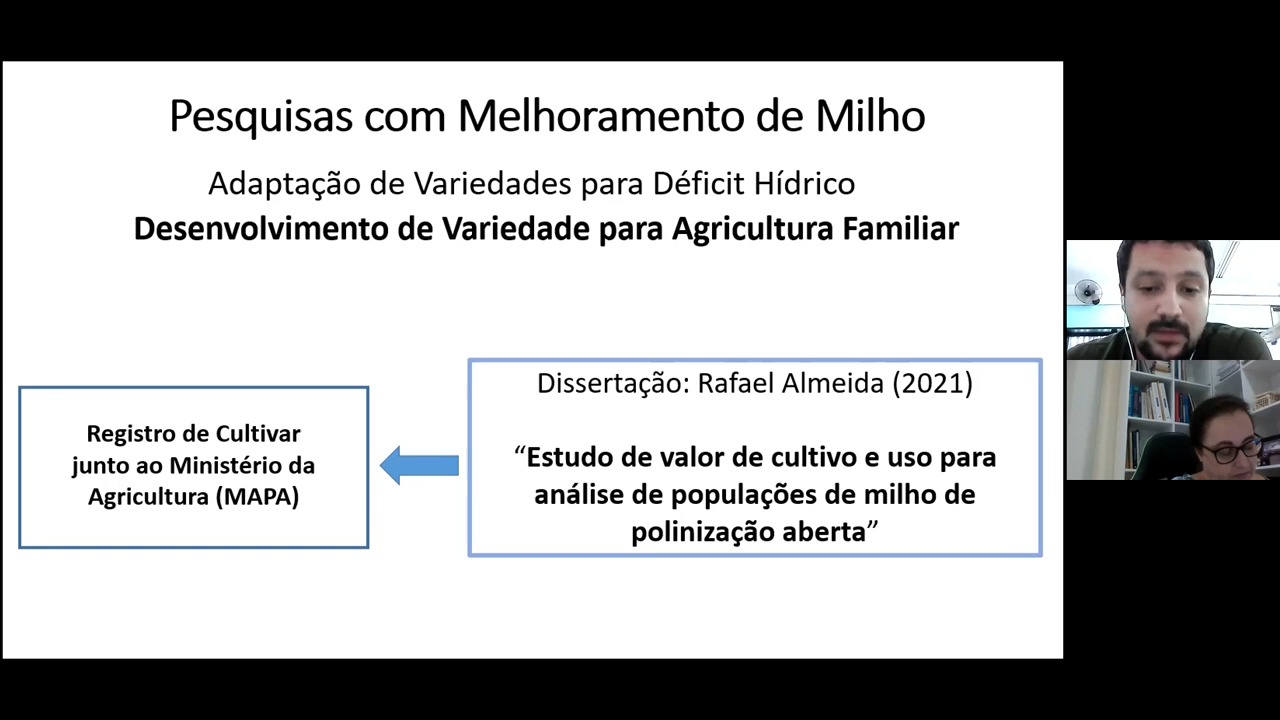 Pesquisas com Melhoramento de Milho
Adaptação de Variedades para Déficit Hídrico
Desenvolvimento de Variedade para Agricultura Familiar
Registro de Cultivar
junto ao Ministério da
Agricultura (MAPA)
Dissertação: Rafael Almeida (2021)
“Estudo de valor de cultivo e uso para
análise de populações de milho de
polinização aberta”